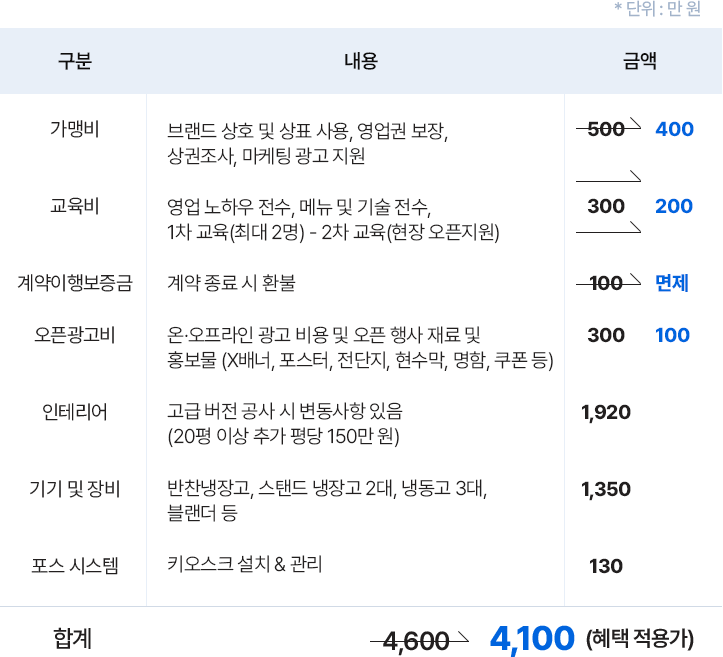 * 단위 : 만 원
구분 내용 금액
가맹비 브랜드 상호 및 상표 사용, 영업권 보장, 500 400
상권조사, 마케팅 광고 지원
교육비 영업 노하우 전수, 메뉴 및 기술 전수, 300 200
1차 교육(최대 2명) - 2차 교육(현장 오픈지원)
계약이행보증금 계약 종료 시 환불 100 면제
오픈광고비 온·오프라인 광고 비용 및 오픈 행사 재료 및 300 100
홍보물 (X배너, 포스터, 전단지, 현수막, 명함, 쿠폰 등)
인테리어 고급 버전 공사 시 변동사항 있음 1,920
(20평 이상 추가 평당 150만 원)
기기 및 장비 반찬냉장고, 스탠드 냉장고 2대, 냉동고 3대, 1,350
블랜더 등
포스 시스템 키오스크 설치 & 관리 130
합계 4,600 4,100 (혜택 적용가)